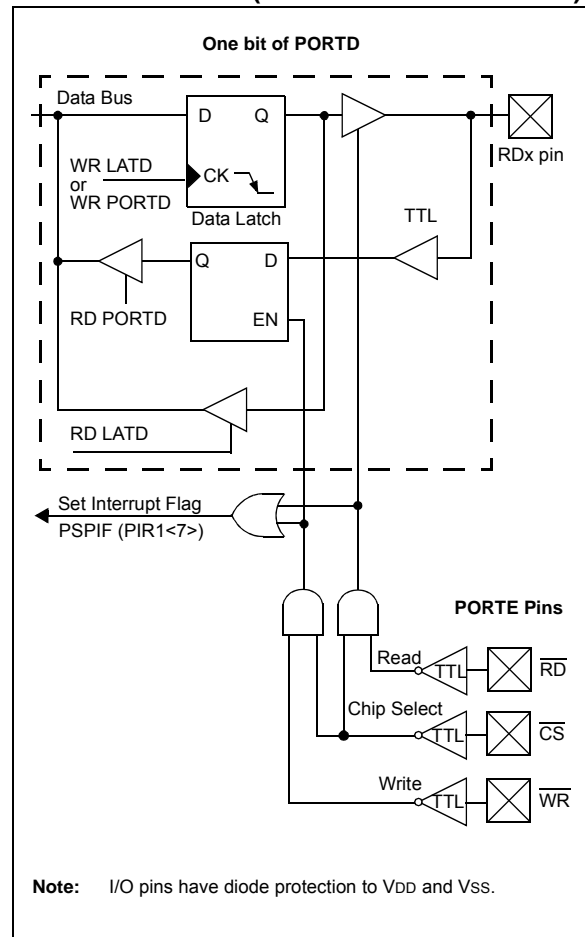 One bit of PORTD
Data Bus
D Q
RDx pin
WR LATD
or
WR PORTD
CK
Data Latch
TTL
Q D
RD PORTD
EN
RD LATD
Set Interrupt Flag
PSPIF (PIR1<7>)
PORTE Pins
Read
TTL
RD
Chip Select
TTL
CS
Write
TTL
WR
Note: I/O pins have diode protection to VDD and VSS.